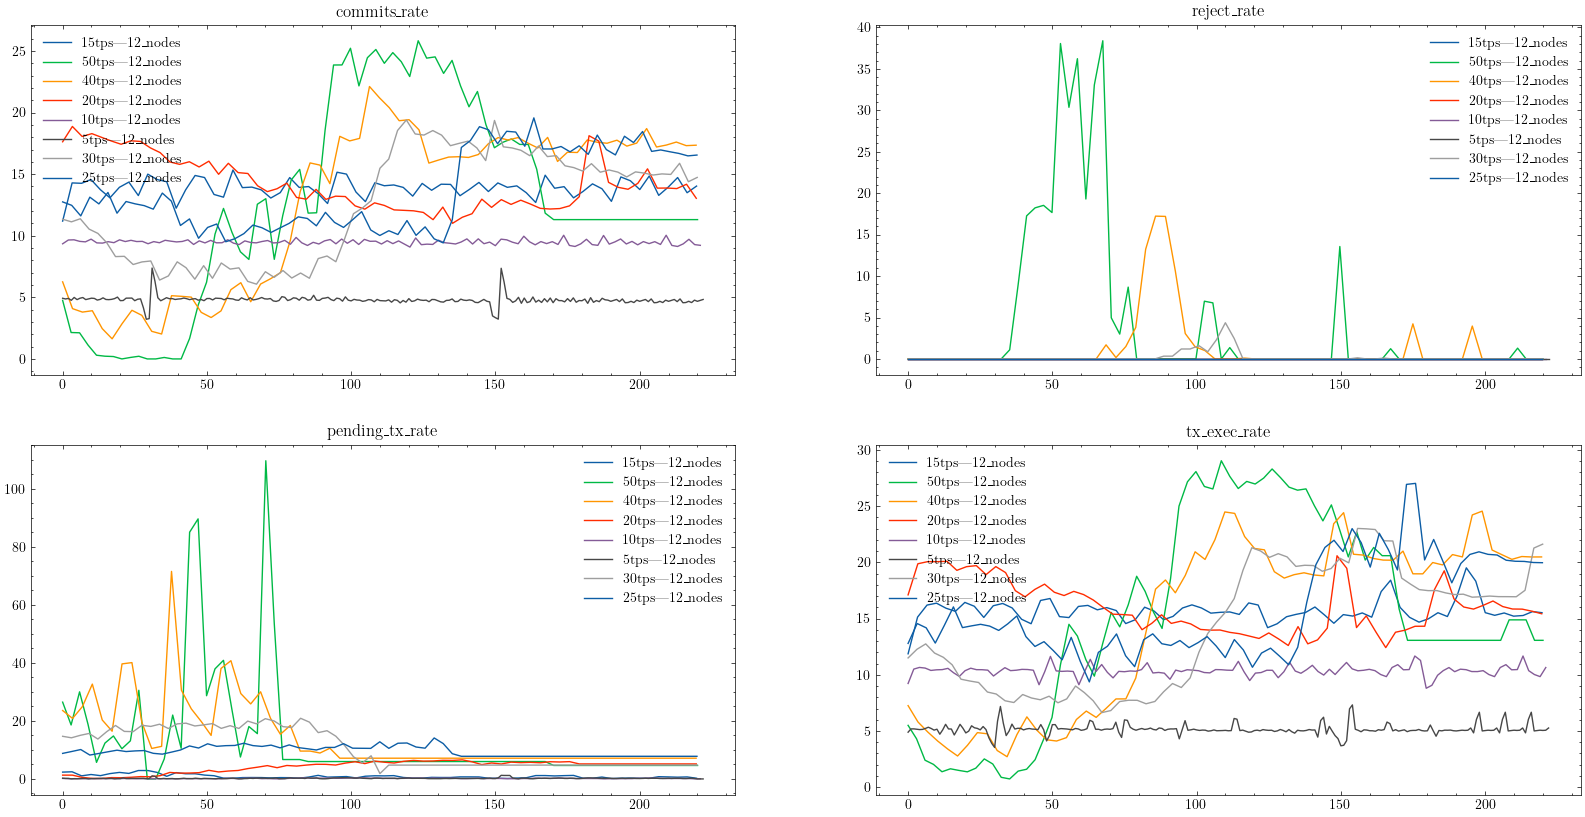 commits_rate
25
20
15
10
5
0
15tps—12_nodes
50tps—12_nodes
40tps—12_nodes
20tps—12_nodes
10tps—12_nodes
5tps—12_nodes
30tps—12_nodes
25tps—12_nodes
0 50 100 150 200
reject_rate
40
35
30
25
20
15
10
5
0
15tps—12_nodes
50tps—12_nodes
40tps—12_nodes
20tps—12_nodes
10tps—12_nodes
5tps—12_nodes
30tps—12_nodes
25tps—12_nodes
0 50 100 150 200
pending_tx_rate
100
80
60
40
20
0
15tps—12_nodes
50tps—12_nodes
40tps—12_nodes
20tps—12_nodes
10tps—12_nodes
5tps—12_nodes
30tps—12_nodes
25tps—12_nodes
0 50 100 150 200
tx_exec_rate
30
25
20
15
10
5
0
15tps—12_nodes
50tps—12_nodes
40tps—12_nodes
20tps—12_nodes
10tps—12_nodes
5tps—12_nodes
30tps—12_nodes
25tps—12_nodes
0 50 100 150 200